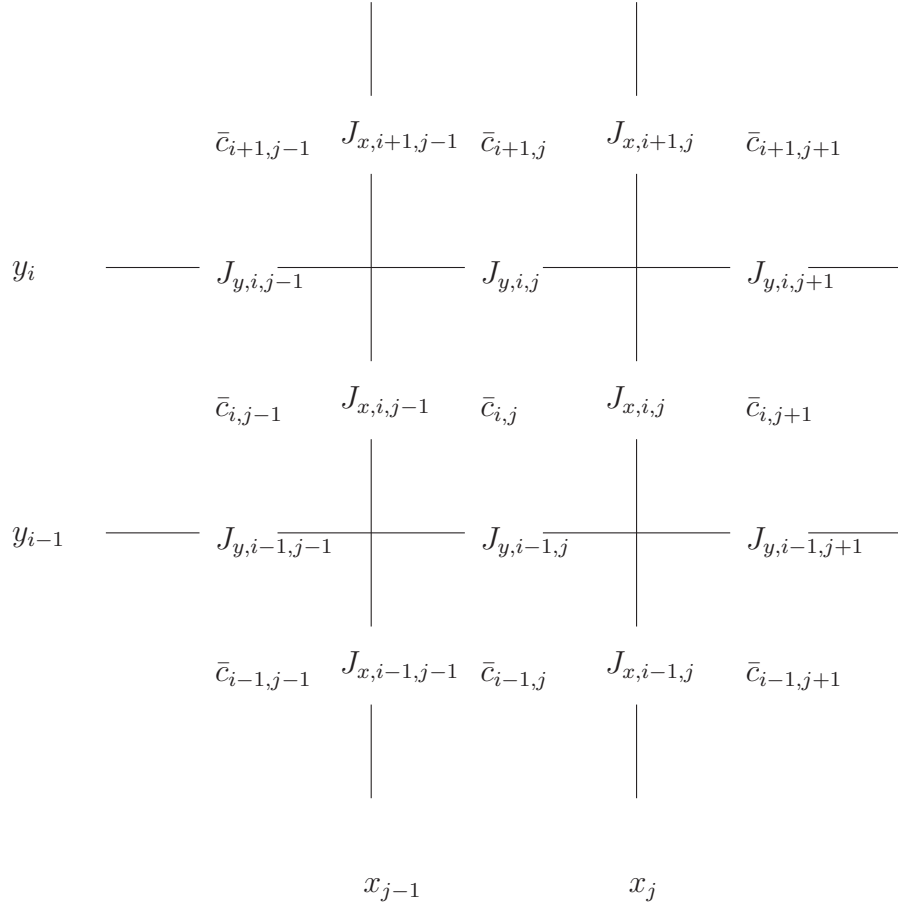 c̄_{i+1,j−1} J_{x,i+1,j−1} c̄_{i+1,j} J_{x,i+1,j} c̄_{i+1,j+1}
y_i J_{y,i,j−1} J_{y,i,j} J_{y,i,j+1}
c̄_{i,j−1} J_{x,i,j−1} c̄_{i,j} J_{x,i,j} c̄_{i,j+1}
y_{i−1} J_{y,i−1,j−1} J_{y,i−1,j} J_{y,i−1,j+1}
c̄_{i−1,j−1} J_{x,i−1,j−1} c̄_{i−1,j} J_{x,i−1,j} c̄_{i−1,j+1}
x_{j−1} x_j